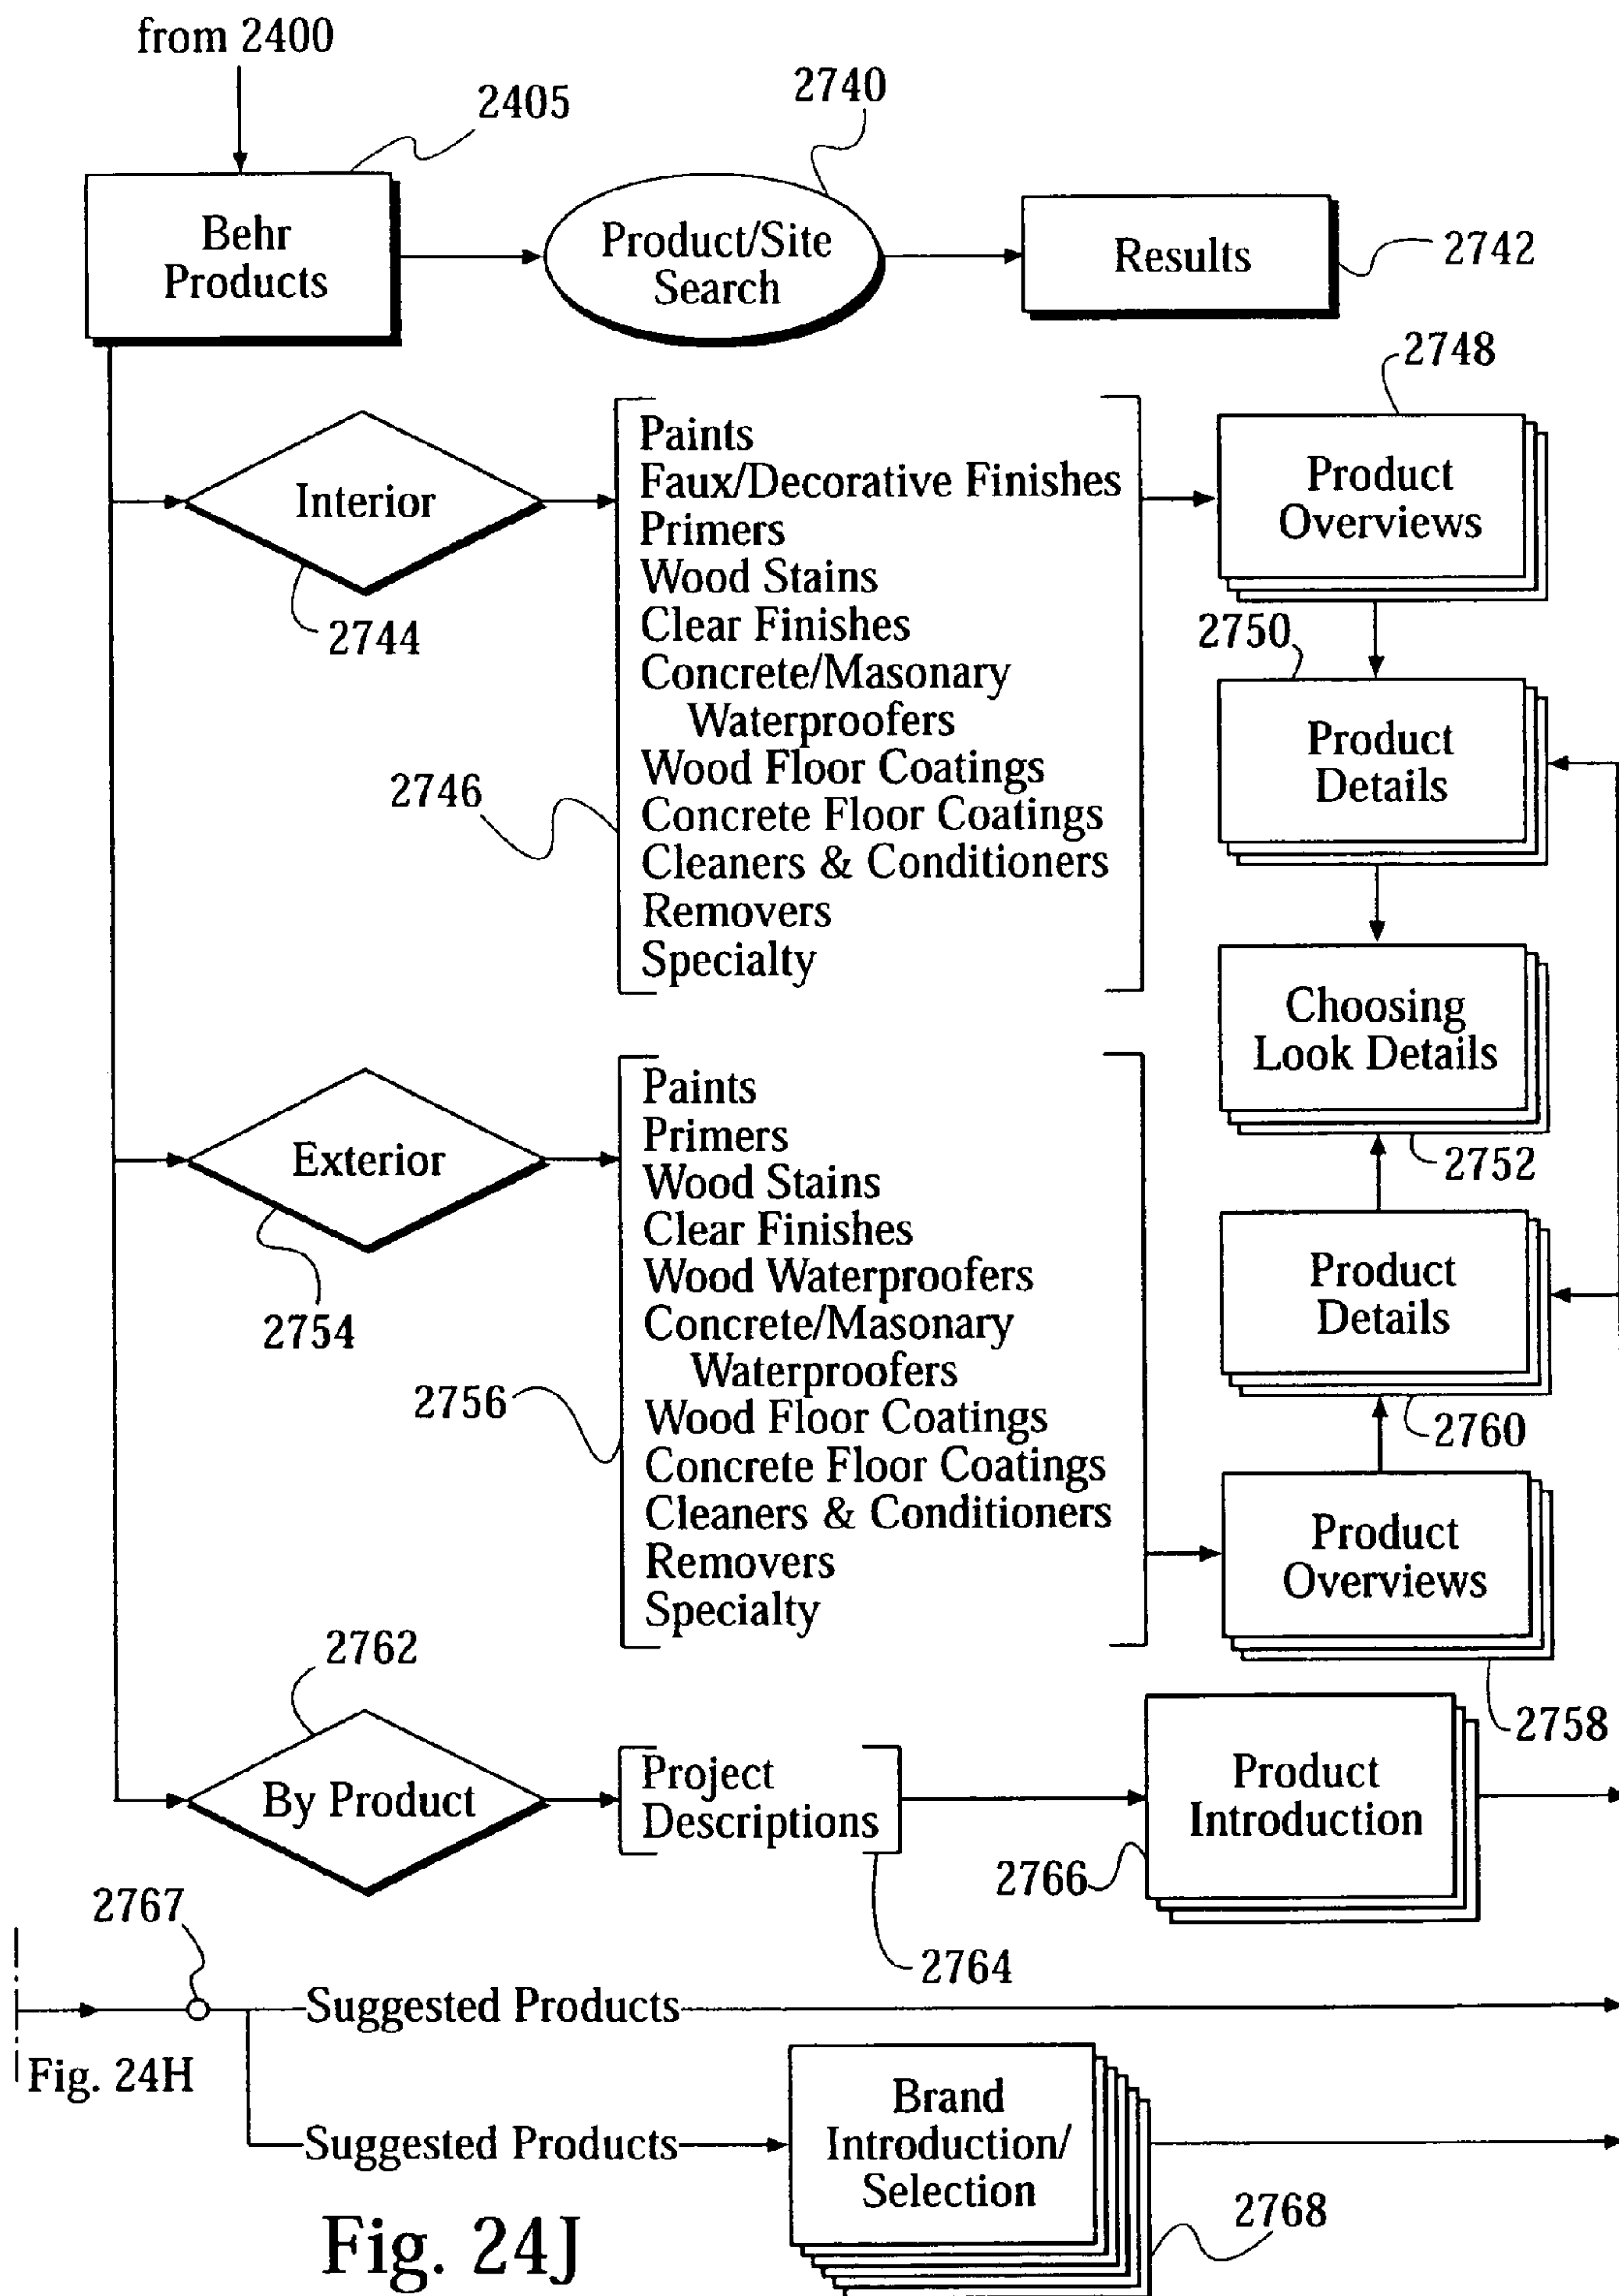 from 2400
2405
2740
Behr
Products
Product/Site
Search
Results
2742
2748
Interior
2744
Paints
Faux/Decorative Finishes
Primers
Wood Stains
Clear Finishes
Concrete/Masonary
Waterproofers
Wood Floor Coatings
Concrete Floor Coatings
Cleaners & Conditioners
Removers
Specialty
2746
Product
Overviews
2750
Product
Details
Choosing
Look Details
2752
Exterior
2754
Paints
Primers
Wood Stains
Clear Finishes
Wood Waterproofers
Concrete/Masonary
Waterproofers
Wood Floor Coatings
Concrete Floor Coatings
Cleaners & Conditioners
Removers
Specialty
2756
Product
Details
2760
Product
Overviews
2758
2762
By Product
Project
Descriptions
2764
Product
Introduction
2766
2767
Suggested Products
Fig. 24H
Suggested Products
Brand
Introduction/
Selection
2768
Fig. 24J